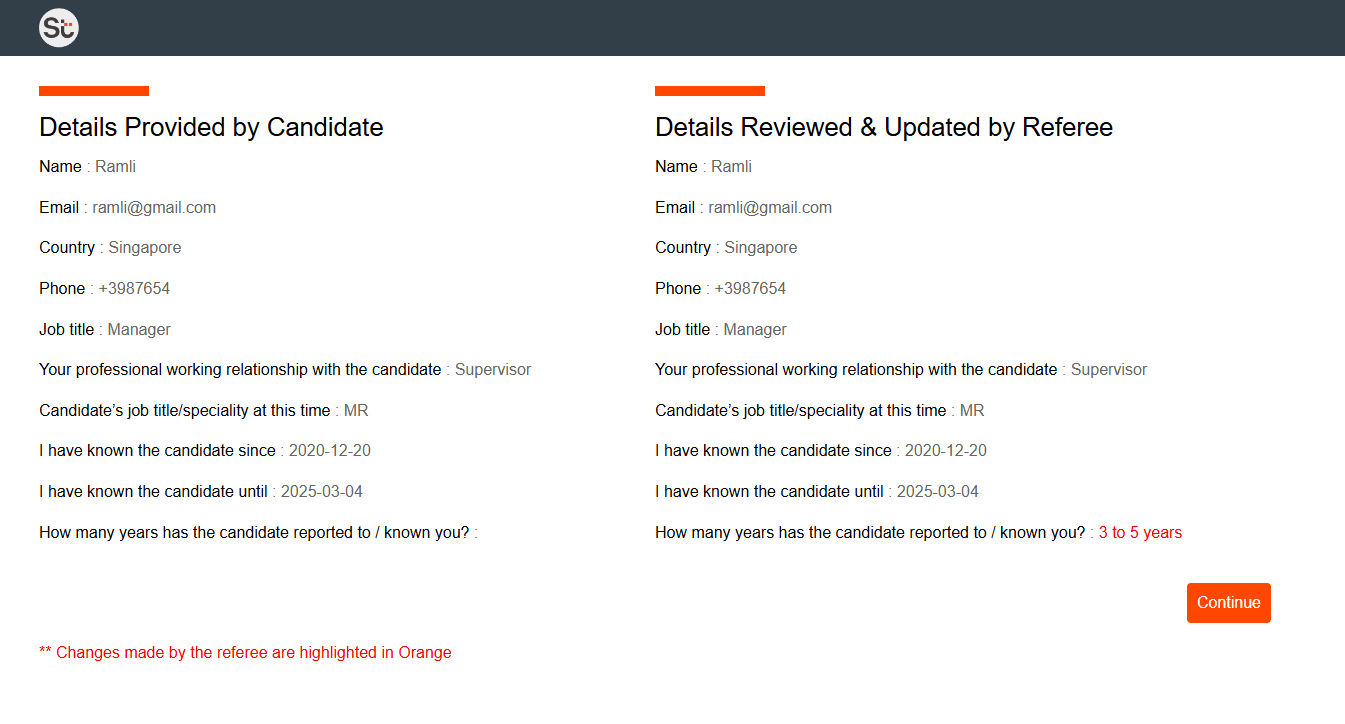 St
Details Provided by Candidate
Name : Ramli
Email : ramli@gmail.com
Country : Singapore
Phone : +3987654
Job title : Manager
Your professional working relationship with the candidate : Supervisor
Candidate’s job title/speciality at this time : MR
I have known the candidate since : 2020-12-20
I have known the candidate until : 2025-03-04
How many years has the candidate reported to / known you? :
Details Reviewed & Updated by Referee
Name : Ramli
Email : ramli@gmail.com
Country : Singapore
Phone : +3987654
Job title : Manager
Your professional working relationship with the candidate : Supervisor
Candidate’s job title/speciality at this time : MR
I have known the candidate since : 2020-12-20
I have known the candidate until : 2025-03-04
How many years has the candidate reported to / known you? : 3 to 5 years
Continue
** Changes made by the referee are highlighted in Orange